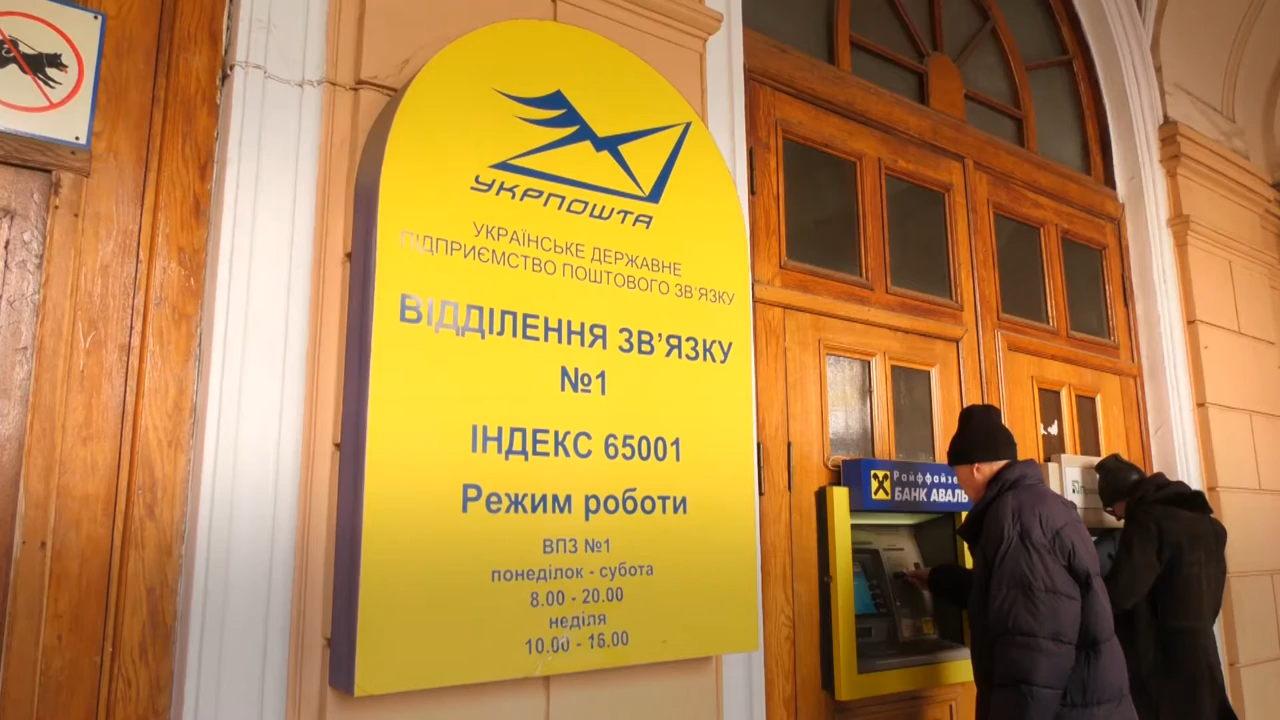 УКРПОШТА
УКРАЇНСЬКЕ ДЕРЖАВНЕ
ПІДПРИЄМСТВО ПОШТОВОГО ЗВ'ЯЗКУ
ВІДДІЛЕННЯ ЗВ'ЯЗКУ
№1
ІНДЕКС 65001
Режим роботи
ВПЗ №1
понеділок - субота
8.00 - 20.00
неділя
10.00 - 16.00
Райффайзе
БАНК АВАЛЬ